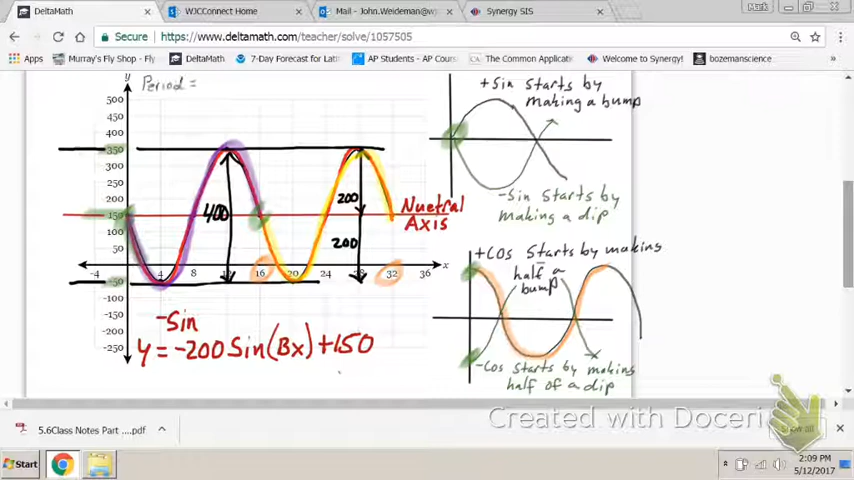 DeltaMath
WJCConnect Home
Mail - John.Weideman@w
Synergy SIS
Mark
Secure
https://www.deltamath.com/teacher/solve/1057505
Apps
Murray's Fly Shop - Fly
DeltaMath
7-Day Forecast for Lati
AP Students - AP Cours
The Common Applicatio
Welcome to Synergy!
bozemanscience
y
Period =
500
450
400
350
300
250
200
150
100
50
-50
-100
-150
-200
-250
-4
4
8
16
20
24
28
32
36
x
400
200
200
Nuetral
Axis
-Sin
y = -200 Sin(Bx) +150
+Sin Starts by
making a bump
-Sin Starts by
making a dip
+Cos Starts by making
half a
bump
-Cos Starts by making
half of a dip
Created with Doceri
5.6Class Notes Part ....pdf
Show all
Start
2:09 PM
5/12/2017